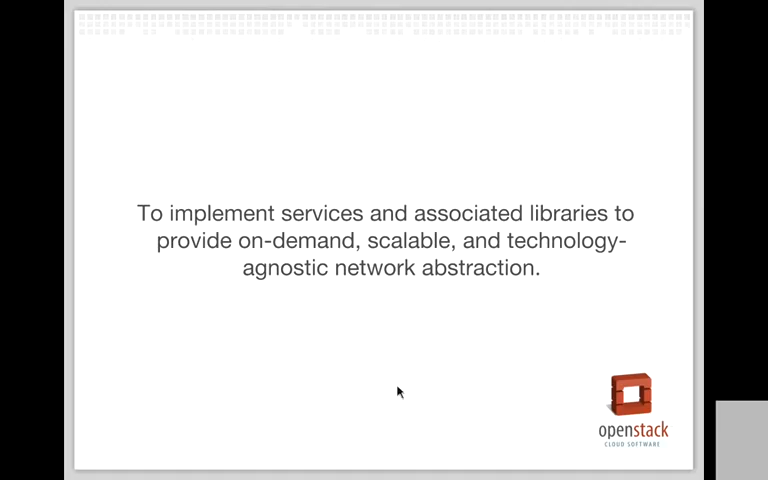 To implement services and associated libraries to
provide on-demand, scalable, and technology-
agnostic network abstraction.
openstack
CLOUD SOFTWARE